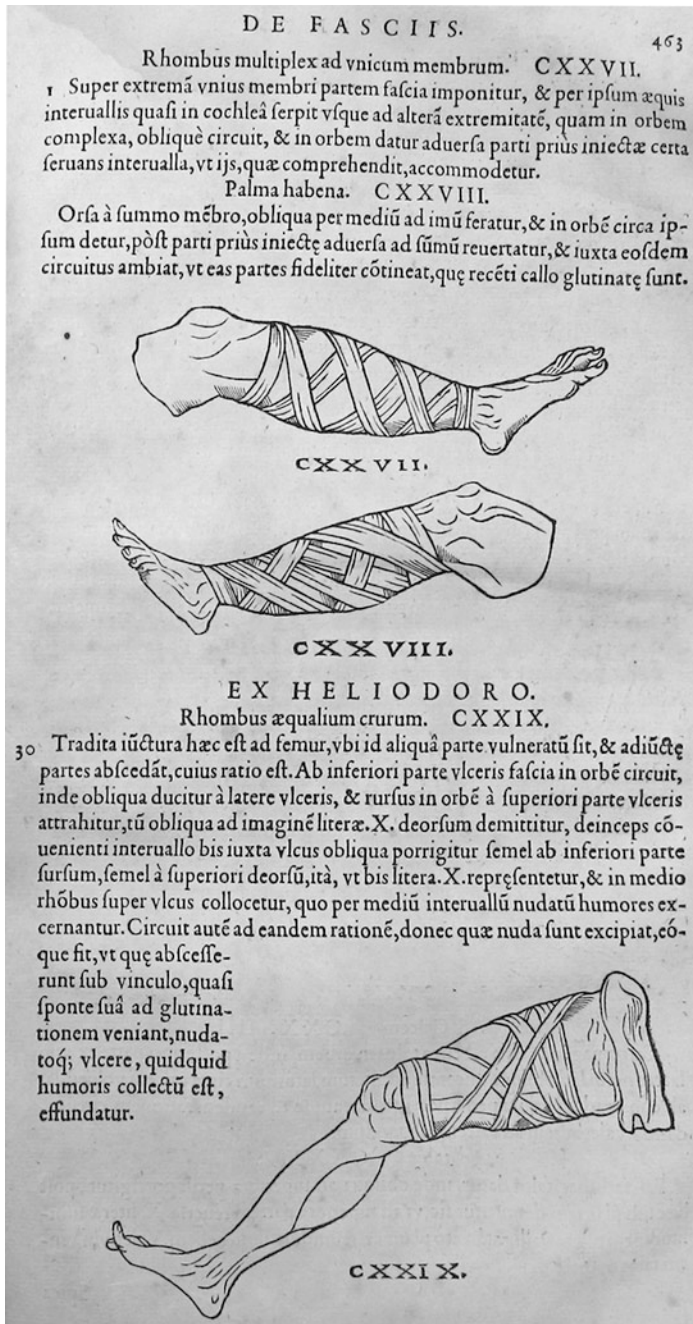 DE FASCIIS.
463
Rhombus multiplex ad vnicum membrum. CXXVII.
1 Super extremã vnius membri partem faſcia imponitur, & per ipſum æquis
interuallis quaſi in cochleâ ſerpit vſque ad alterã extremitatẽ, quam in orbem
complexa, obliquè circuit, & in orbem datur aduerſa parti priùs iniectæ certa
ſeruans interualla, vt ijs, quæ comprehendit, accommodetur.
Palma habena. CXXVIII.
Orſa à ſummo mẽbro, obliqua per mediũ ad imũ feratur, & in orbẽ circa ip-
ſum detur, pòſt parti priùs iniectę aduerſa ad ſũmũ reuertatur, & iuxta eoſdem
circuitus ambiat, vt eas partes fideliter cõtineat, quę recẽti callo glutinatę ſunt.
CXXVII.
CXXVIII.
EX HELIODORO.
Rhombus æqualium crurum. CXXIX.
30 Tradita iũctura hæc eſt ad femur, vbi id aliquâ parte vulneratũ ſit, & adiũctę
partes abſcedãt, cuius ratio eſt. Ab inferiori parte vlceris faſcia in orbẽ circuit,
inde obliqua ducitur à latere vlceris, & rurſus in orbẽ à ſuperiori parte vlceris
attrahitur, tũ obliqua ad imaginẽ literæ. X. deorſum demittitur, deinceps cõ-
uenienti interuallo bis iuxta vlcus obliqua porrigitur ſemel ab inferiori parte
ſurſum, ſemel à ſuperiori deorſũ, ità, vt bis litera. X. repręſentetur, & in medio
rhõbus ſuper vlcus collocetur, quo per mediũ interuallũ nudatũ humores ex-
cernantur. Circuit autẽ ad eandem rationẽ, donec quæ nuda ſunt excipiat, eó-
que fit, vt quę abſceſſe-
runt ſub vinculo, quaſi
ſponte ſuâ ad glutina-
tionem veniant, nuda-
toq; vlcere, quidquid
humoris collectũ eſt,
effundatur.
CXXIX.